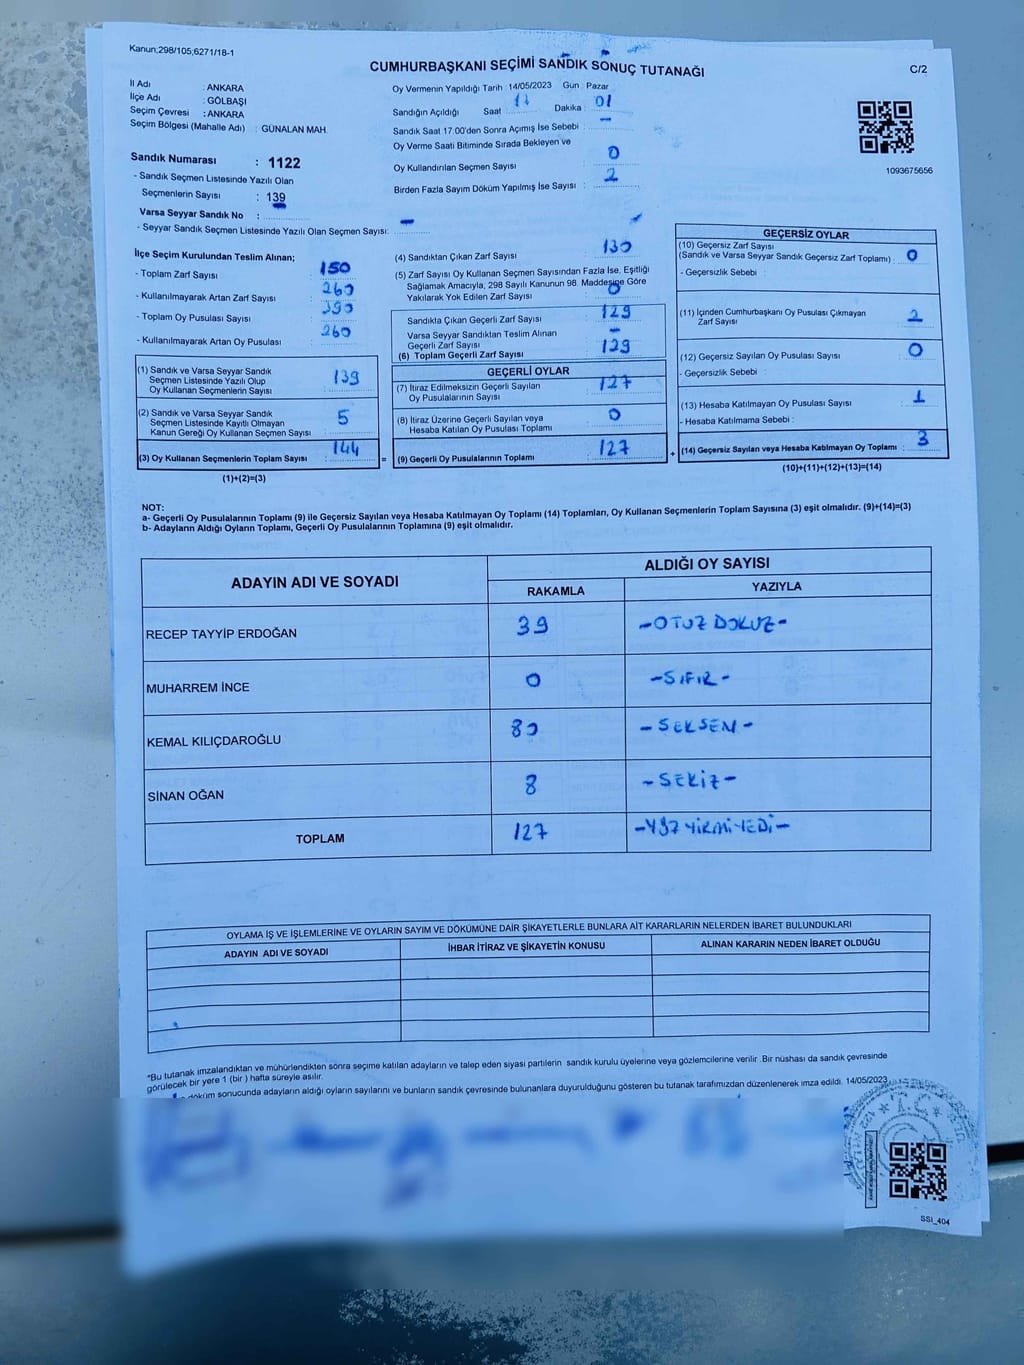 Kanun;298/105;6271/18-1
CUMHURBAŞKANI SEÇİMİ SANDIK SONUÇ TUTANAĞI
C/2
İl Adı : ANKARA
İlçe Adı : GÖLBAŞI
Seçim Çevresi : ANKARA
Seçim Bölgesi (Mahalle Adı) : GÜNALAN MAH.
Sandık Numarası : 1122
- Sandık Seçmen Listesinde Yazılı Olan
Seçmenlerin Sayısı : 139
Varsa Seyyar Sandık No :
- Seyyar Sandık Seçmen Listesinde Yazılı Olan Seçmen Sayısı: -
Oy Vermenin Yapıldığı Tarih 14/05/2023 Gün Pazar
Sandığın Açıldığı Saat 17 Dakika 01
Sandık Saat 17.00'den Sonra Açımış İse Sebebi : -
Oy Verme Saati Bitiminde Sırada Bekleyen ve
Oy Kullandırılan Seçmen Sayısı : 0
Birden Fazla Sayım Döküm Yapılmış İse Sayısı : 2
1093675656
İlçe Seçim Kurulundan Teslim Alınan;
- Toplam Zarf Sayısı : 150
- Kullanılmayarak Artan Zarf Sayısı : 260
- Toplam Oy Pusulası Sayısı : 390
- Kullanılmayarak Artan Oy Pusulası : 260
(1) Sandık ve Varsa Seyyar Sandık
Seçmen Listesinde Yazılı Olup
Oy Kullanan Seçmenlerin Sayısı : 139
(2) Sandık ve Varsa Seyyar Sandık
Seçmen Listesinde Kayıtlı Olmayan
Kanun Gereği Oy Kullanan Seçmen Sayısı : 5
(3) Oy Kullanan Seçmenlerin Toplam Sayısı : 144
(1)+(2)=(3)
(4) Sandıktan Çıkan Zarf Sayısı : 130
(5) Zarf Sayısı Oy Kullanan Seçmen Sayısından Fazla İse, Eşitliği
Sağlamak Amacıyla, 298 Sayılı Kanunun 98. Maddesine Göre
Yakılarak Yok Edilen Zarf Sayısı : 0
Sandıkta Çıkan Geçerli Zarf Sayısı : 129
Varsa Seyyar Sandıktan Teslim Alınan
Geçerli Zarf Sayısı : -
(6) Toplam Geçerli Zarf Sayısı : 129
GEÇERLİ OYLAR
(7) İtiraz Edilmeksizin Geçerli Sayılan
Oy Pusulalarının Sayısı : 127
(8) İtiraz Üzerine Geçerli Sayılan veya
Hesaba Katılan Oy Pusulası Toplamı : 0
= (9) Geçerli Oy Pusulalarının Toplamı : 127
GEÇERSİZ OYLAR
(10) Geçersiz Zarf Sayısı
(Sandık ve Varsa Seyyar Sandık Geçersiz Zarf Toplamı) : 0
- Geçersizlik Sebebi :
(11) İçinden Cumhurbaşkanı Oy Pusulası Çıkmayan
Zarf Sayısı : 2
(12) Geçersiz Sayılan Oy Pusulası Sayısı : 0
- Geçersizlik Sebebi :
(13) Hesaba Katılmayan Oy Pusulası Sayısı : 1
- Hesaba Katılmama Sebebi :
+ (14) Geçersiz Sayılan veya Hesaba Katılmayan Oy Toplamı : 3
(10)+(11)+(12)+(13)=(14)
NOT:
a- Geçerli Oy Pusulalarının Toplamı (9) ile Geçersiz Sayılan veya Hesaba Katılmayan Oy Toplamı (14) Toplamları, Oy Kullanan Seçmenlerin Toplam Sayısına (3) eşit olmalıdır. (9)+(14)=(3)
b- Adayların Aldığı Oyların Toplamı, Geçerli Oy Pusulalarının Toplamına (9) eşit olmalıdır.
ADAYIN ADI VE SOYADI
ALDIĞI OY SAYISI
RAKAMLA YAZIYLA
RECEP TAYYİP ERDOĞAN 39 -OTUZ DOKUZ-
MUHARREM İNCE 0 -SIFIR-
KEMAL KILIÇDAROĞLU 80 -SEKSEN-
SİNAN OĞAN 8 -SEKİZ-
TOPLAM 127 -YÜZ YİRMİ YEDİ-
OYLAMA İŞ VE İŞLEMLERİNE VE OYLARIN SAYIM VE DÖKÜMÜNE DAİR ŞİKAYETLERLE BUNLARA AİT KARARLARIN NELERDEN İBARET BULUNDUKLARI
ADAYIN ADI VE SOYADI İHBAR İTİRAZ VE ŞİKAYETİN KONUSU ALINAN KARARIN NEDEN İBARET OLDUĞU
*Bu tutanak imzalandıktan ve mühürlendikten sonra seçime katılan adayların ve talep eden siyasi partilerin sandık kurulu üyelerine veya gözlemcilerine verilir. Bir nüshası da sandık çevresinde
görülecek bir yere 1 (bir ) hafta süreyle asılır.
döküm sonucunda adayların aldığı oyların sayılarını ve bunların sandık çevresinde bulunanlara duyurulduğunu gösteren bu tutanak tarafımızdan düzenlenerek imza edildi. 14/05/2023
SSI_404